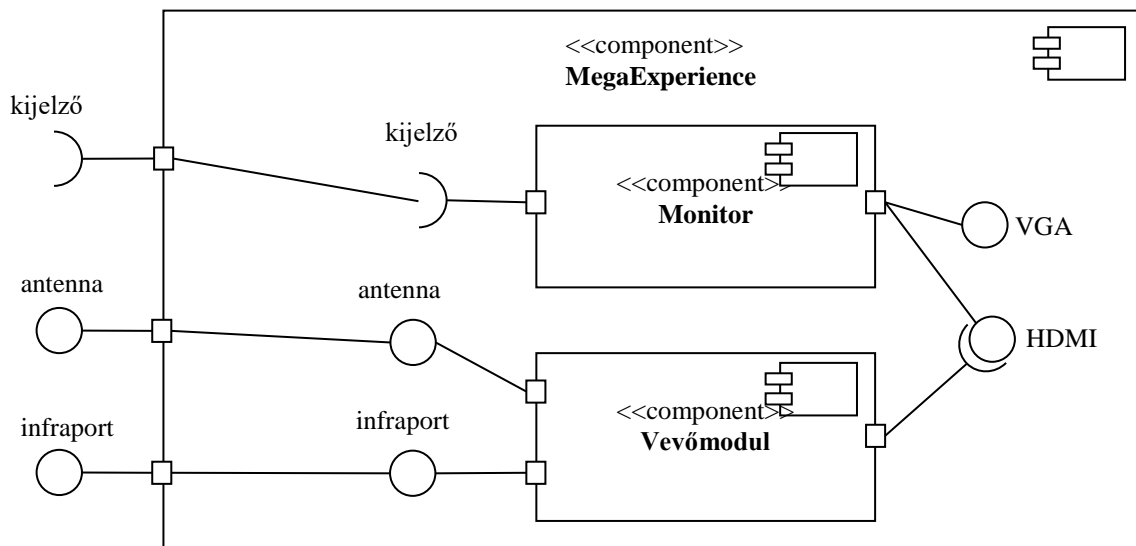 <<component>>
MegaExperience
kijelző
kijelző
<<component>>
Monitor
VGA
antenna
antenna
HDMI
infraport
infraport
<<component>>
Vevőmodul